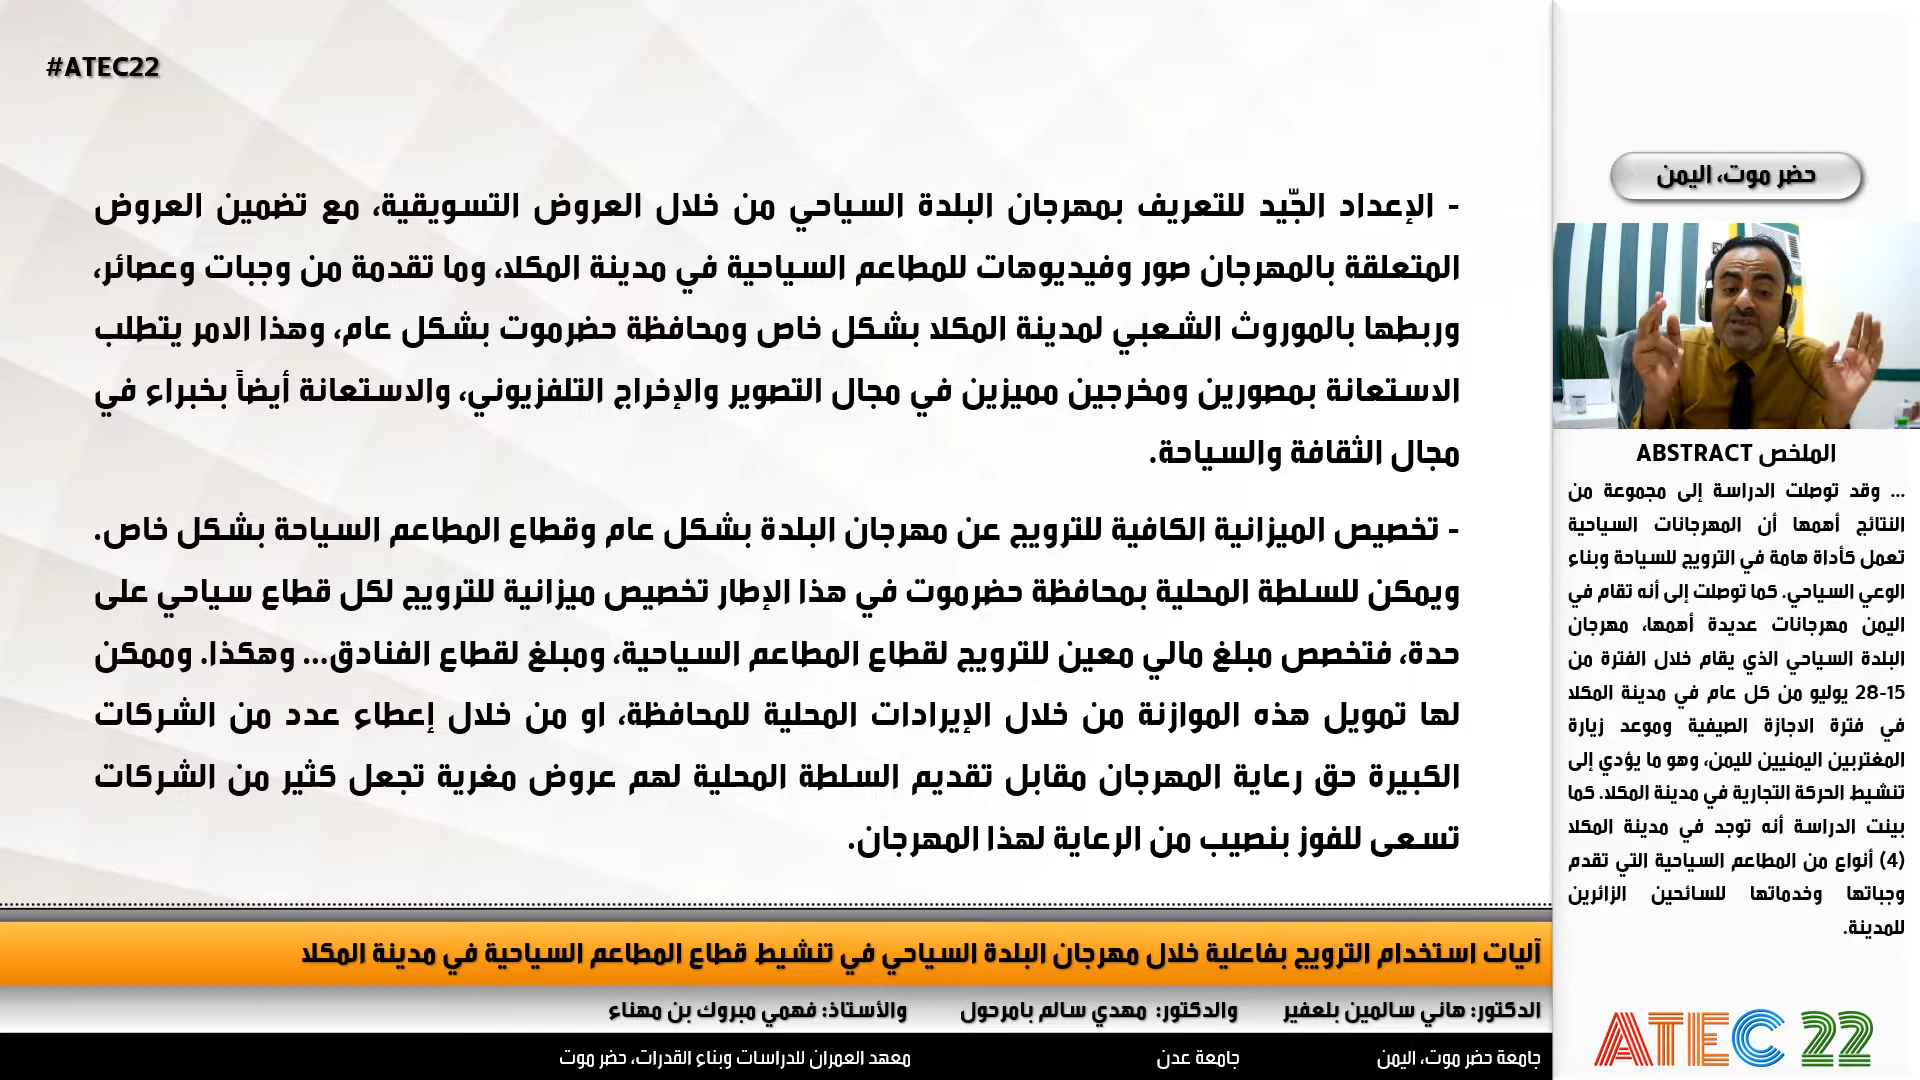 #ATEC22
- الإعداد الجّيد للتعريف بمهرجان البلدة السياحي من خلال العروض التسويقية، مع تضمين العروض
المتعلقة بالمهرجان صور وفيديوهات للمطاعم السياحية في مدينة المكلا، وما تقدمة من وجبات وعصائر،
وربطها بالموروث الشعبي لمدينة المكلا بشكل خاص ومحافظة حضرموت بشكل عام، وهذا الامر يتطلب
الاستعانة بمصورين ومخرجين مميزين في مجال التصوير والإخراج التلفزيوني، والاستعانة أيضاً بخبراء في
مجال الثقافة والسياحة.
- تخصيص الميزانية الكافية للترويج عن مهرجان البلدة بشكل عام وقطاع المطاعم السياحة بشكل خاص.
ويمكن للسلطة المحلية بمحافظة حضرموت في هذا الإطار تخصيص ميزانية للترويج لكل قطاع سياحي على
حدة، فتخصص مبلغ مالي معين للترويج لقطاع المطاعم السياحية، ومبلغ لقطاع الفنادق... وهكذا. وممكن
لها تمويل هذه الموازنة من خلال الإيرادات المحلية للمحافظة، او من خلال إعطاء عدد من الشركات
الكبيرة حق رعاية المهرجان مقابل تقديم السلطة المحلية لهم عروض مغرية تجعل كثير من الشركات
تسعى للفوز بنصيب من الرعاية لهذا المهرجان.
حضر موت، اليمن
الملخص ABSTRACT
... وقد توصلت الدراسة إلى مجموعة من
النتائج أهمها أن المهرجانات السياحية
تعمل كأداة هامة في الترويج للسياحة وبناء
الوعي السياحي. كما توصلت إلى أنه تقام في
اليمن مهرجانات عديدة أهمها، مهرجان
البلدة السياحي الذي يقام خلال الفترة من
15-28 يوليو من كل عام في مدينة المكلا
في فترة الاجازة الصيفية وموعد زيارة
المغتربين اليمنيين لليمن، وهو ما يؤدي إلى
تنشيط الحركة التجارية في مدينة المكلا. كما
بينت الدراسة أنه توجد في مدينة المكلا
(4) أنواع من المطاعم السياحية التي تقدم
وجباتها وخدماتها للسائحين الزائرين
للمدينة.
آليات استخدام الترويج بفاعلية خلال مهرجان البلدة السياحي في تنشيط قطاع المطاعم السياحية في مدينة المكلا
الدكتور: هاني سالمين بلعفير والدكتور: مهدي سالم بامرحول والأستاذ: فهمي مبروك بن مهناء
جامعة حضر موت، اليمن جامعة عدن معهد العمران للدراسات وبناء القدرات، حضر موت
ATEC 22